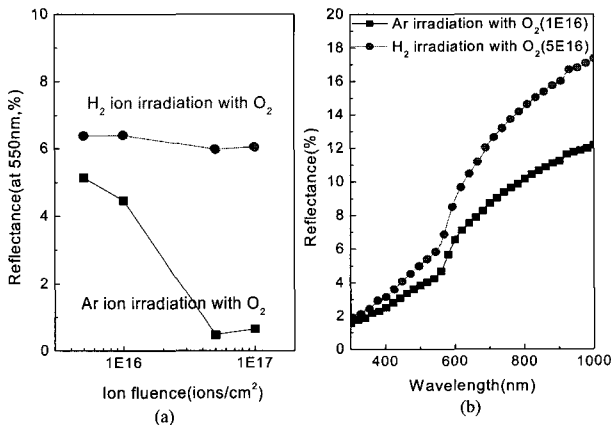 10
8
6
4
2
0
Reflectance(at 550nm,%)
H2 ion irradiation with O2
Ar ion irradiation with O2
1E16
1E17
Ion fluence(ions/cm²)
(a)
20
18
16
14
12
10
8
6
4
2
0
Reflectance(%)
Ar irradiation with O2(1E16)
H2 irradiation with O2(5E16)
400
600
800
1000
Wavelength(nm)
(b)